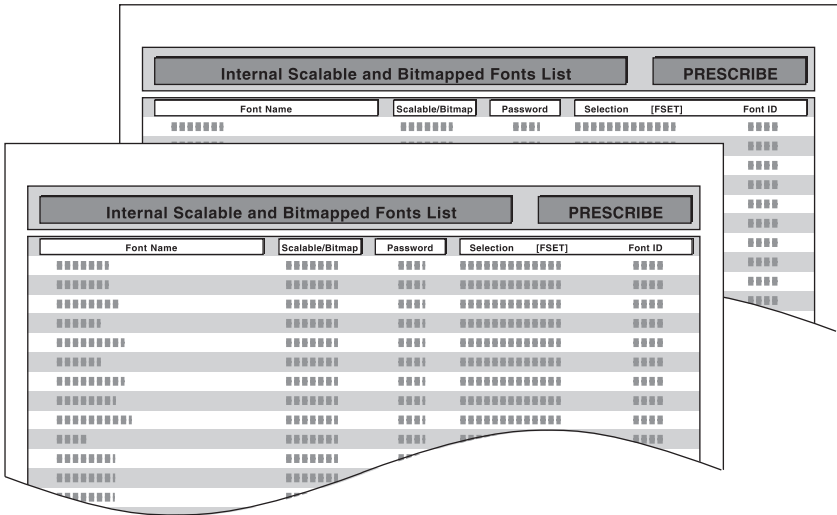 Internal Scalable and Bitmapped Fonts List PRESCRIBE
Font Name Scalable/Bitmap Password Selection [FSET] Font ID
Internal Scalable and Bitmapped Fonts List PRESCRIBE
Font Name Scalable/Bitmap Password Selection [FSET] Font ID